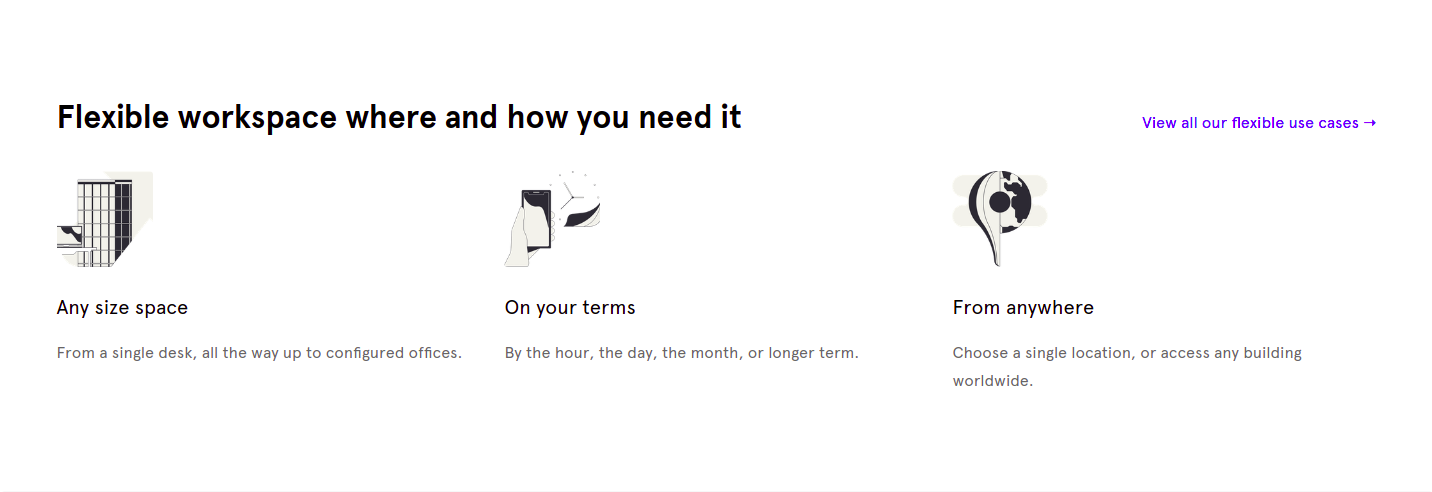 Flexible workspace where and how you need it
View all our flexible use cases →
Any size space
From a single desk, all the way up to configured offices.
On your terms
By the hour, the day, the month, or longer term.
From anywhere
Choose a single location, or access any building
worldwide.